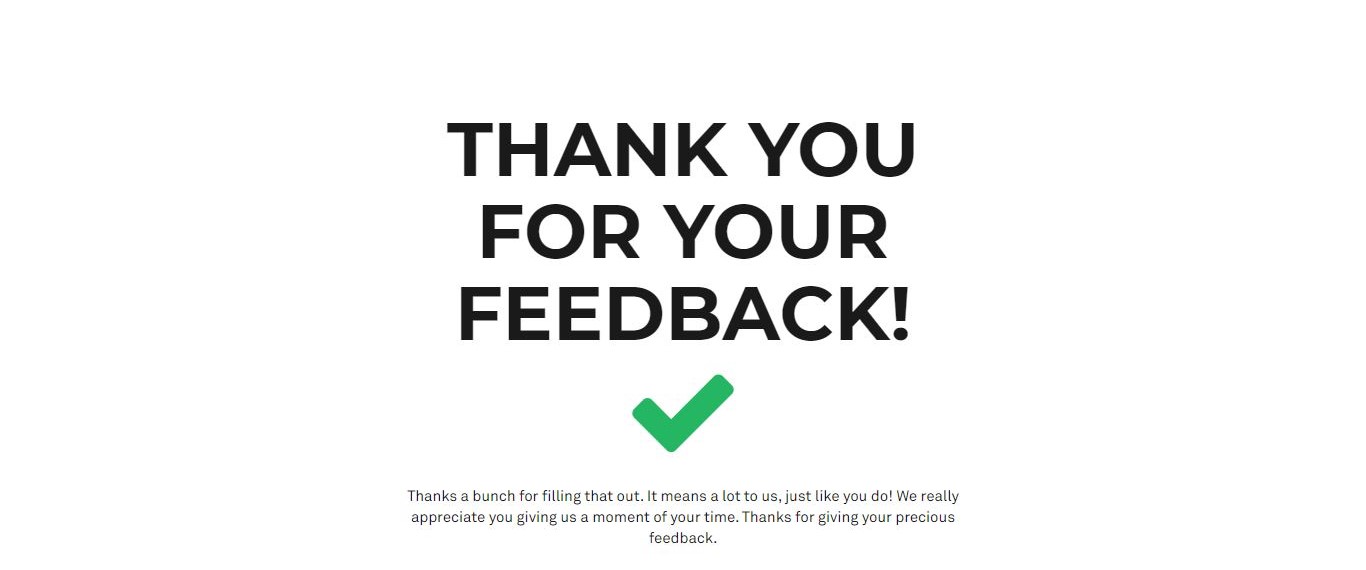 THANK YOU
FOR YOUR
FEEDBACK!
Thanks a bunch for filling that out. It means a lot to us, just like you do! We really
appreciate you giving us a moment of your time. Thanks for giving your precious
feedback.